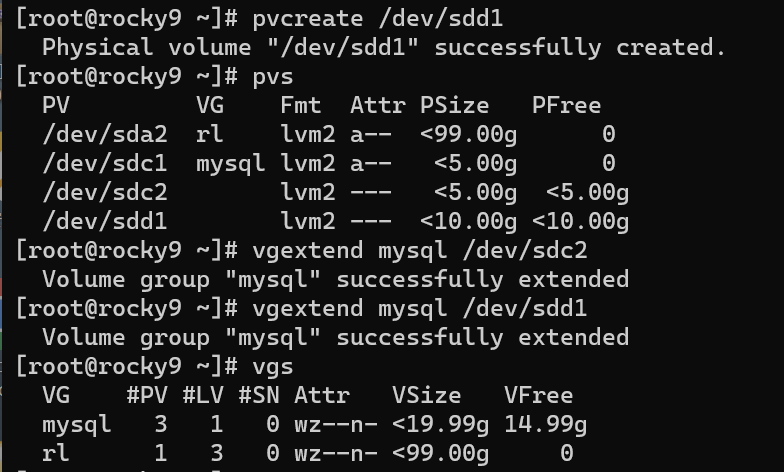 [root@rocky9 ~]# pvcreate /dev/sdd1
  Physical volume "/dev/sdd1" successfully created.
[root@rocky9 ~]# pvs
  PV         VG    Fmt  Attr PSize   PFree
  /dev/sda2  rl    lvm2 a--  <99.00g      0
  /dev/sdc1  mysql lvm2 a--   <5.00g      0
  /dev/sdc2        lvm2 ---   <5.00g  <5.00g
  /dev/sdd1        lvm2 ---  <10.00g <10.00g
[root@rocky9 ~]# vgextend mysql /dev/sdc2
  Volume group "mysql" successfully extended
[root@rocky9 ~]# vgextend mysql /dev/sdd1
  Volume group "mysql" successfully extended
[root@rocky9 ~]# vgs
  VG    #PV #LV #SN Attr   VSize   VFree
  mysql   3   1   0 wz--n- <19.99g 14.99g
  rl      1   3   0 wz--n- <99.00g     0